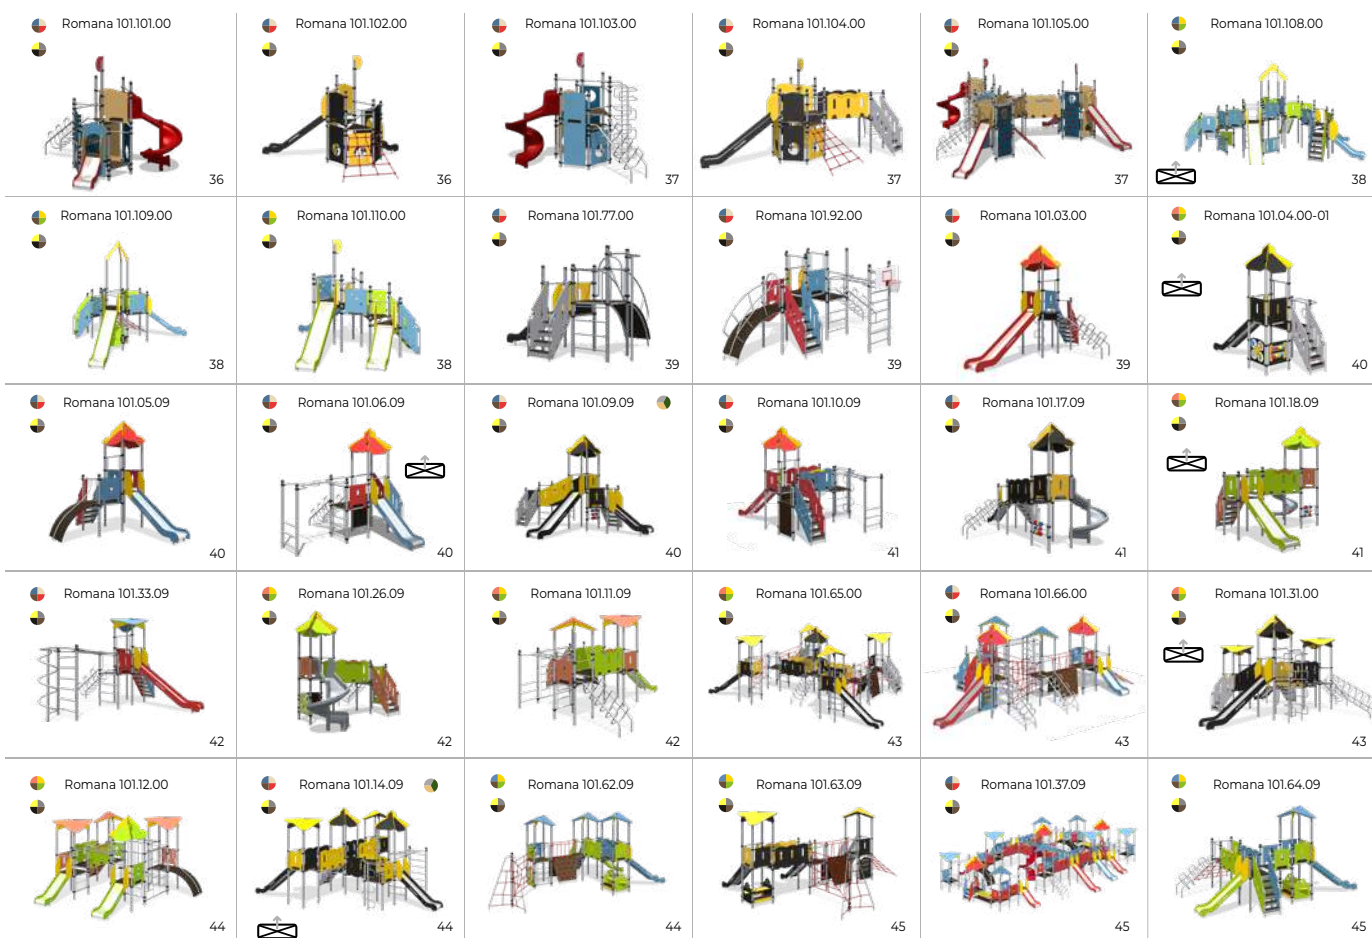 Romana 101.101.00
36
Romana 101.102.00
36
Romana 101.103.00
37
Romana 101.104.00
37
Romana 101.105.00
37
Romana 101.108.00
38
Romana 101.109.00
38
Romana 101.110.00
38
Romana 101.77.00
39
Romana 101.92.00
39
Romana 101.03.00
39
Romana 101.04.00-01
40
Romana 101.05.09
40
Romana 101.06.09
40
Romana 101.09.09
40
Romana 101.10.09
41
Romana 101.17.09
41
Romana 101.18.09
41
Romana 101.33.09
42
Romana 101.26.09
42
Romana 101.11.09
42
Romana 101.65.00
43
Romana 101.66.00
43
Romana 101.31.00
43
Romana 101.12.00
44
Romana 101.14.09
44
Romana 101.62.09
44
Romana 101.63.09
45
Romana 101.37.09
45
Romana 101.64.09
45